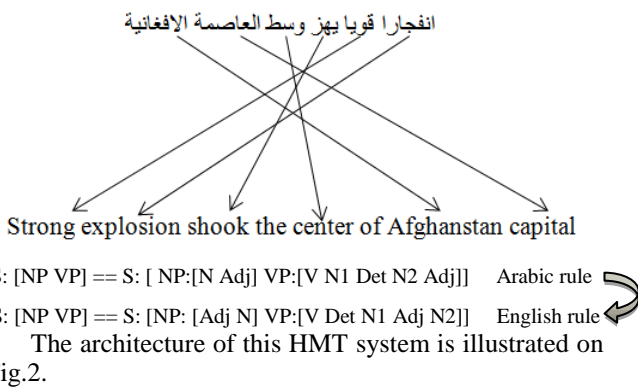 انفجارا قويا يهز وسط العاصمة الافغانية
Strong explosion shook the center of Afghanstan capital
: [NP VP] == S: [ NP:[N Adj] VP:[V N1 Det N2 Adj]] Arabic rule
: [NP VP] == S: [NP: [Adj N] VP:[V Det N1 Adj N2]] English rule
The architecture of this HMT system is illustrated on
ig.2.